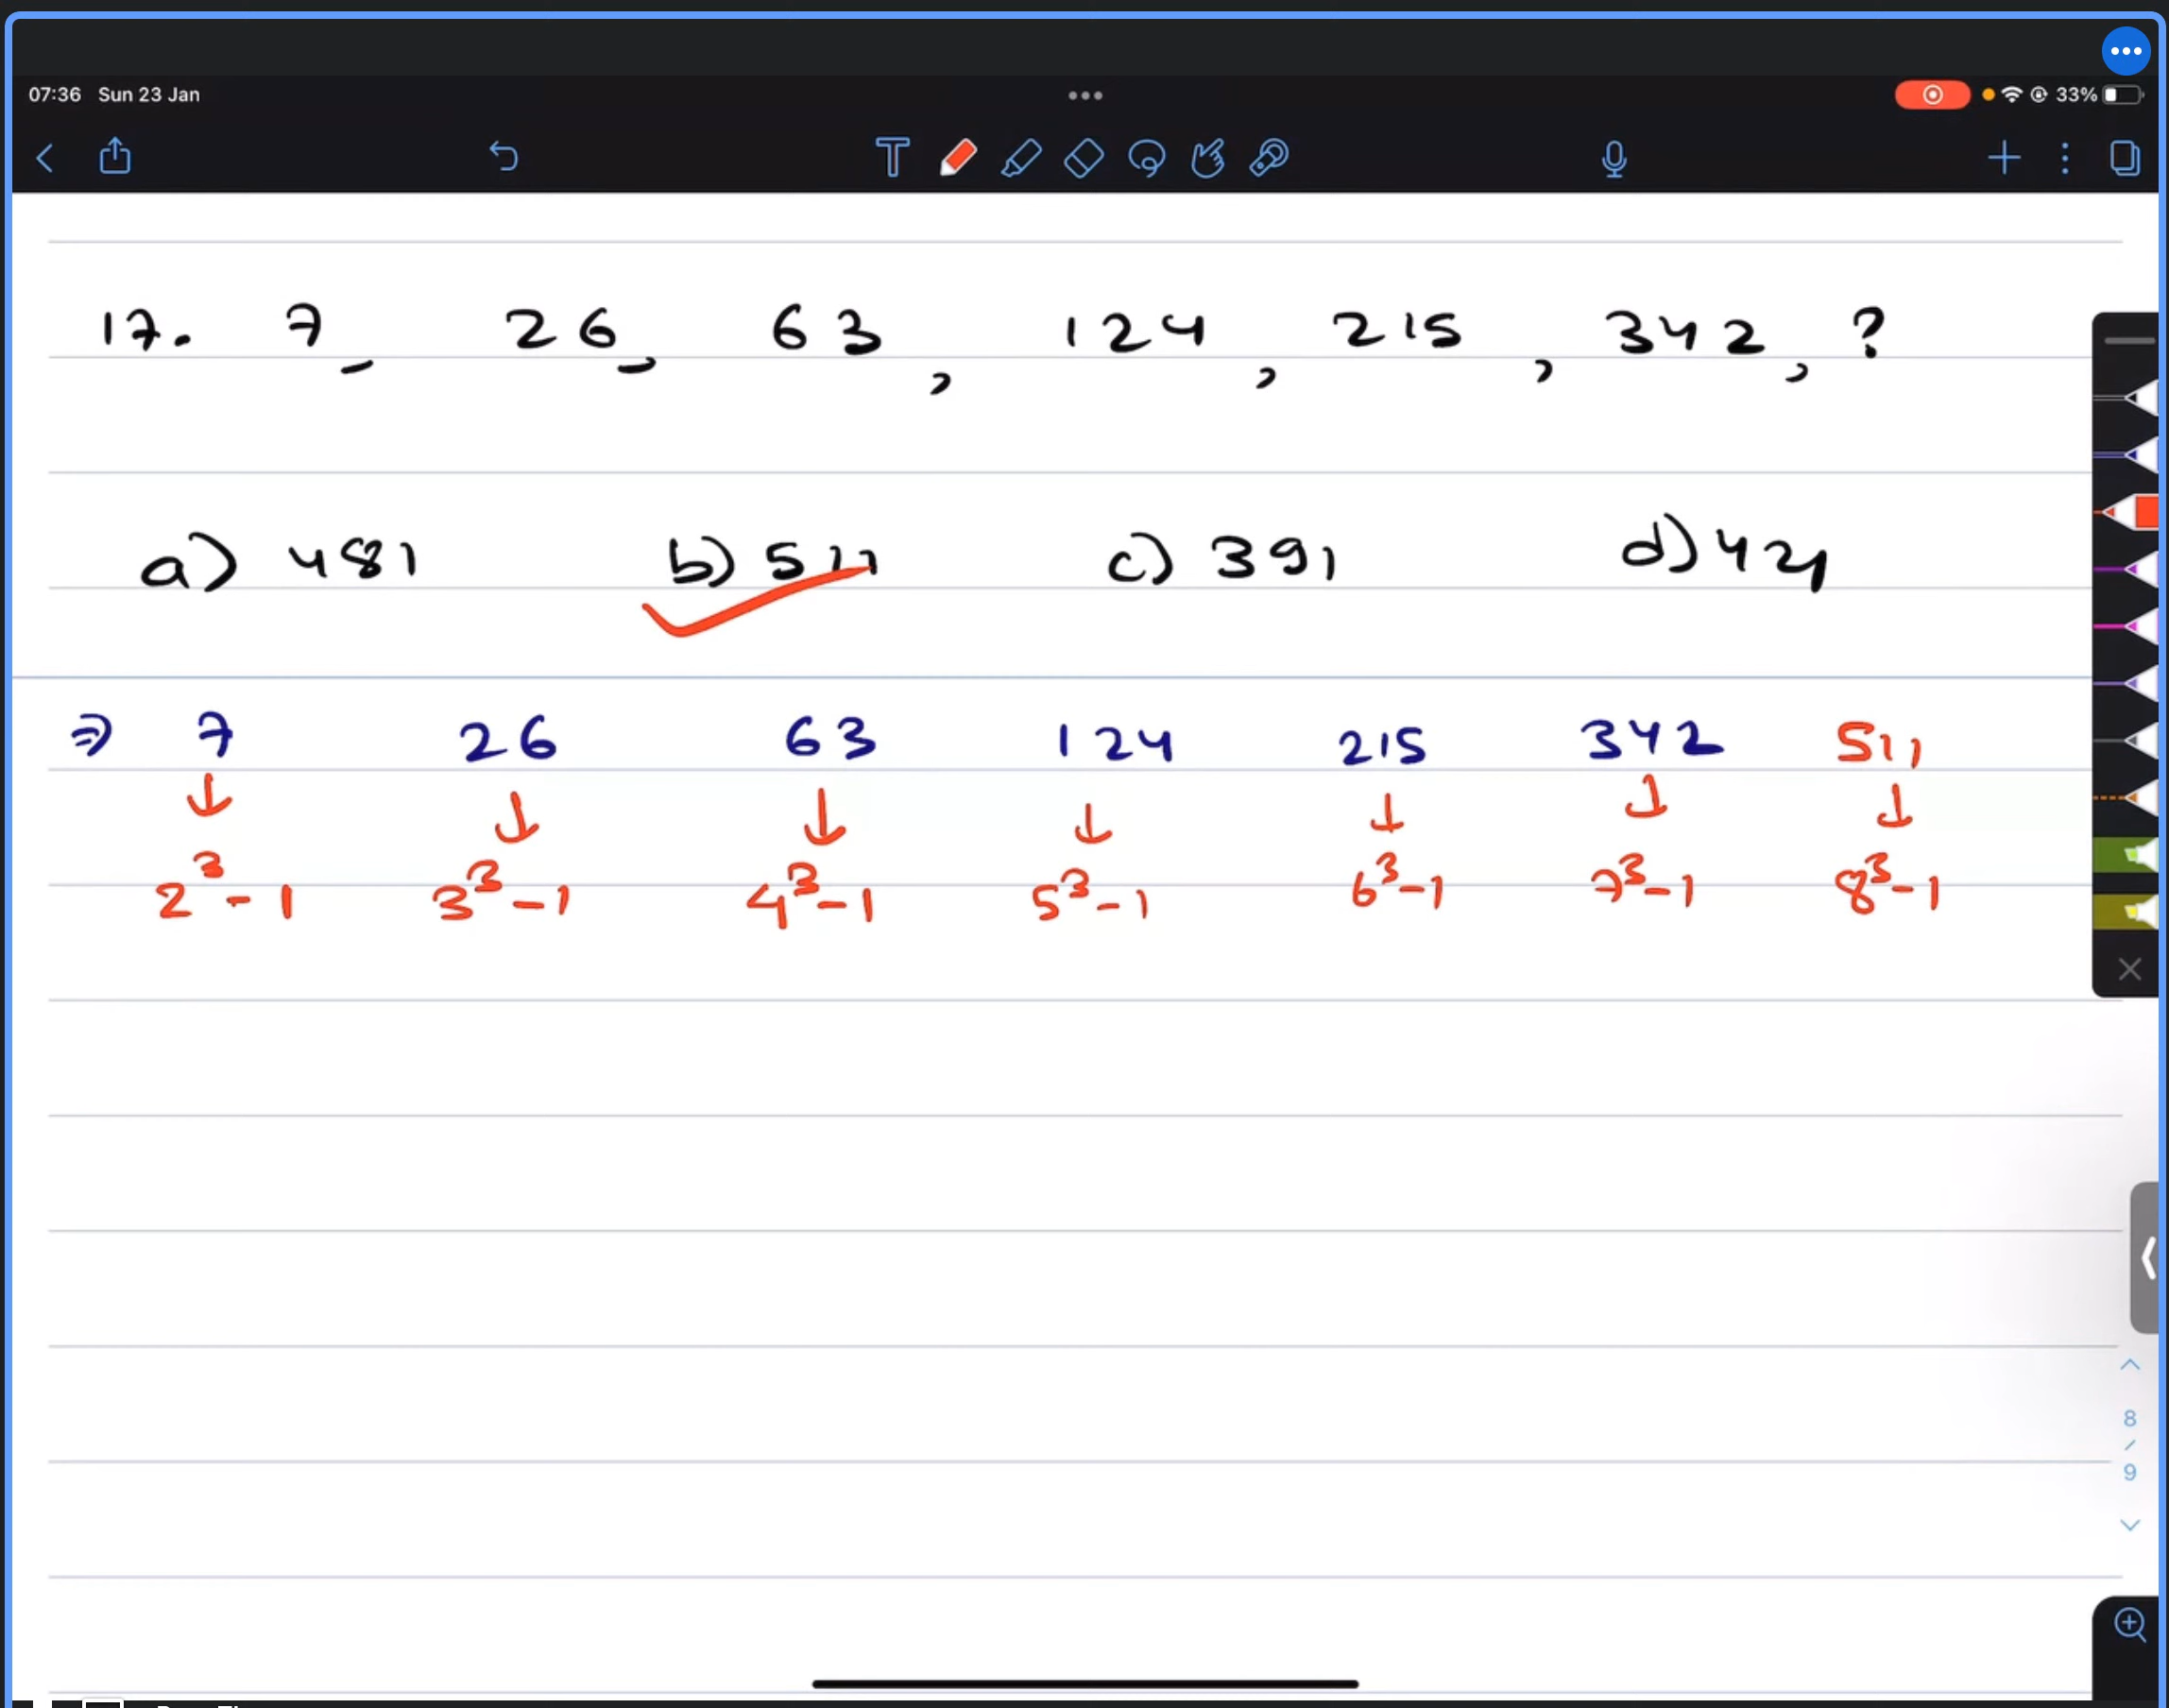 07:36 Sun 23 Jan
33%
17. 7, 26, 63, 124, 215, 342, ?
a) 481 b) 511 c) 391 d) 421
⇒ 7 26 63 124 215 342 511
↓ ↓ ↓ ↓ ↓ ↓ ↓
2³-1 3³-1 4³-1 5³-1 6³-1 7³-1 8³-1
8
/
9